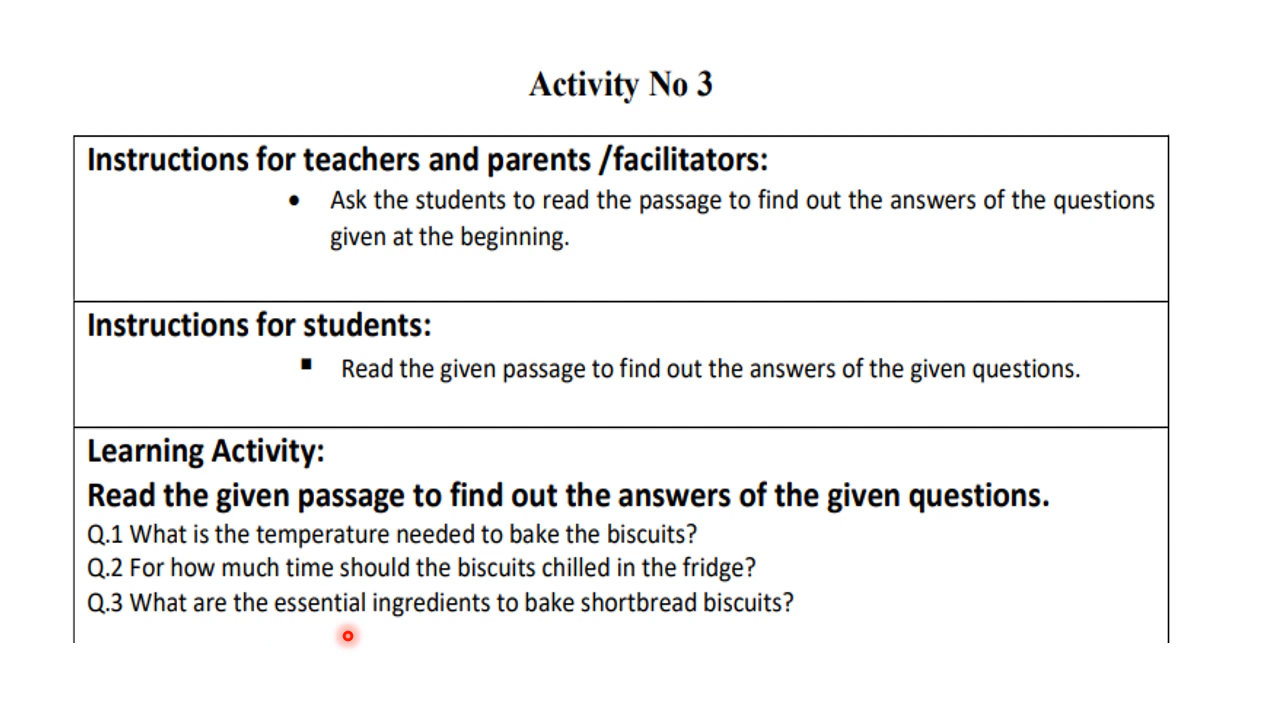 Activity No 3
Instructions for teachers and parents /facilitators:
• Ask the students to read the passage to find out the answers of the questions
given at the beginning.
Instructions for students:
▪ Read the given passage to find out the answers of the given questions.
Learning Activity:
Read the given passage to find out the answers of the given questions.
Q.1 What is the temperature needed to bake the biscuits?
Q.2 For how much time should the biscuits chilled in the fridge?
Q.3 What are the essential ingredients to bake shortbread biscuits?